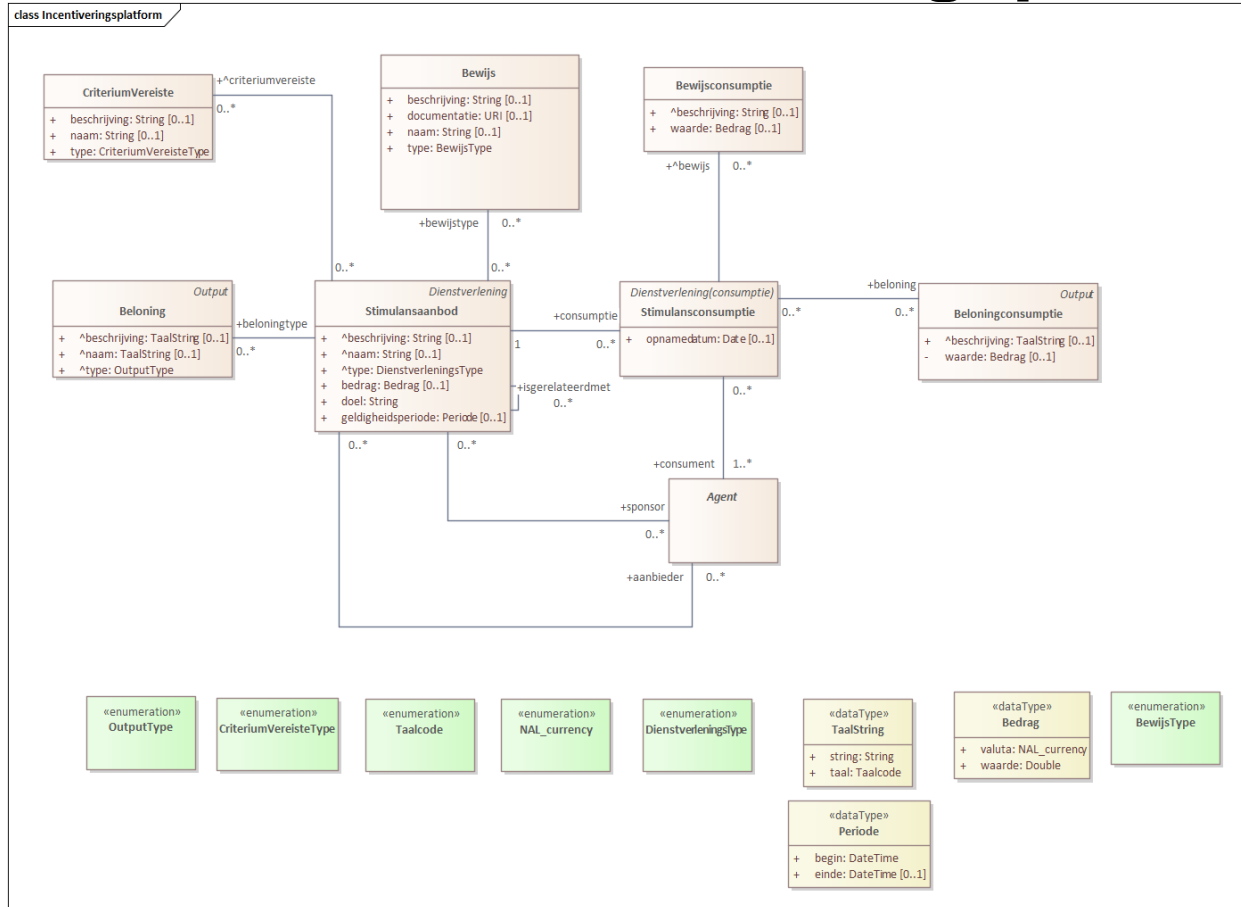 class Incentiveringsplatform
CriteriumVereiste
+ beschrijving: String [0..1]
+ naam: String [0..1]
+ type: CriteriumVereisteType
+^criteriumvereiste
0..*
0..*
Bewijs
+ beschrijving: String [0..1]
+ documentatie: URI [0..1]
+ naam: String [0..1]
+ type: BewijsType
+bewijstype
0..*
0..*
Bewijsconsumptie
+ ^beschrijving: String [0..1]
+ waarde: Bedrag [0..1]
+^bewijs
0..*
Output
Beloning
+ ^beschrijving: TaalString [0..1]
+ ^naam: TaalString [0..1]
+ ^type: OutputType
+beloningtype
0..*
Dienstverlening
Stimulansaanbod
+ ^beschrijving: String [0..1]
+ ^naam: String [0..1]
+ ^type: DienstverleningsType
+ bedrag: Bedrag [0..1]
+ doel: String
+ geldigheidsperiode: Periode [0..1]
+consumptie
1
0..*
+isgerelateerdmet
0..*
Dienstverlening(consumptie)
Stimulansconsumptie
+ opnamedatum: Date [0..1]
+beloning
0..*
0..*
Output
Beloningconsumptie
+ ^beschrijving: TaalString [0..1]
- waarde: Bedrag [0..1]
0..*
0..*
0..*
+consument
1..*
Agent
+sponsor
0..*
+aanbieder
0..*
«enumeration»
OutputType
«enumeration»
CriteriumVereisteType
«enumeration»
Taalcode
«enumeration»
NAL_currency
«enumeration»
DienstverleningsType
«dataType»
TaalString
+ string: String
+ taal: Taalcode
«dataType»
Bedrag
+ valuta: NAL_currency
+ waarde: Double
«enumeration»
BewijsType
«dataType»
Periode
+ begin: DateTime
+ einde: DateTime [0..1]